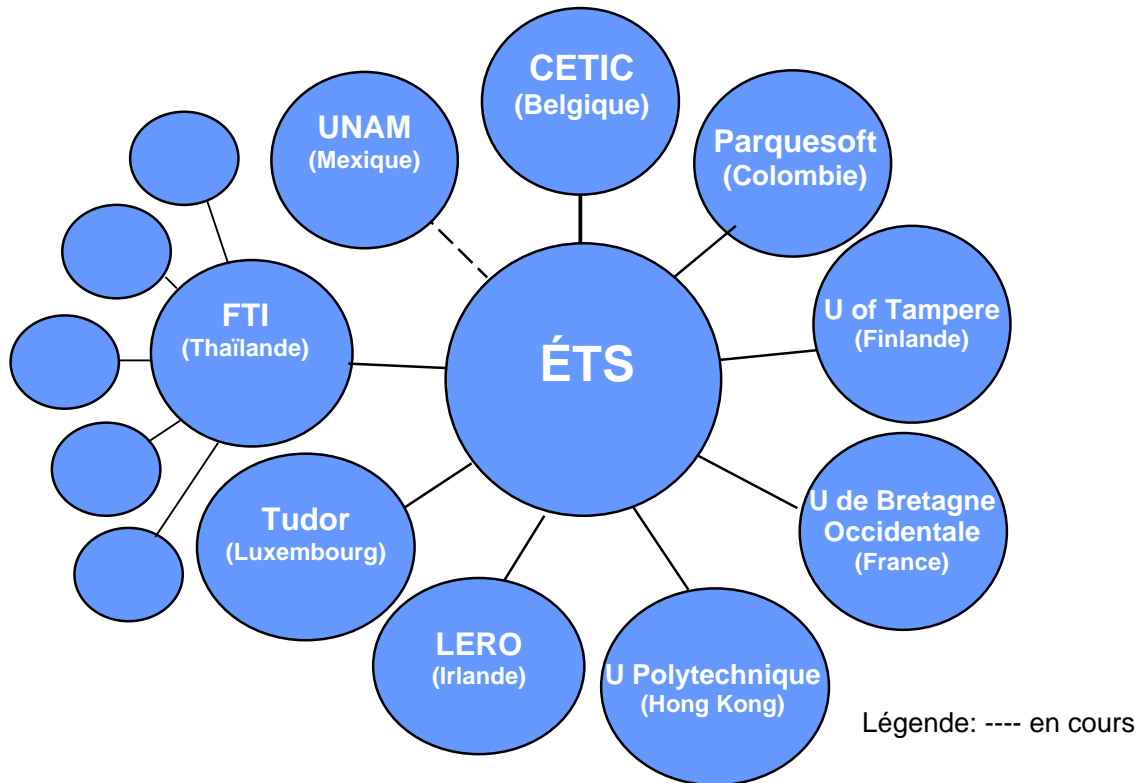 CETIC
(Belgique)
UNAM
(Mexique)
Parquesoft
(Colombie)
FTI
(Thaïlande)
ÉTS
U of Tampere
(Finlande)
U de Bretagne
Occidentale
(France)
Tudor
(Luxembourg)
LERO
(Irlande)
U Polytechnique
(Hong Kong)
Légende: ---- en cours